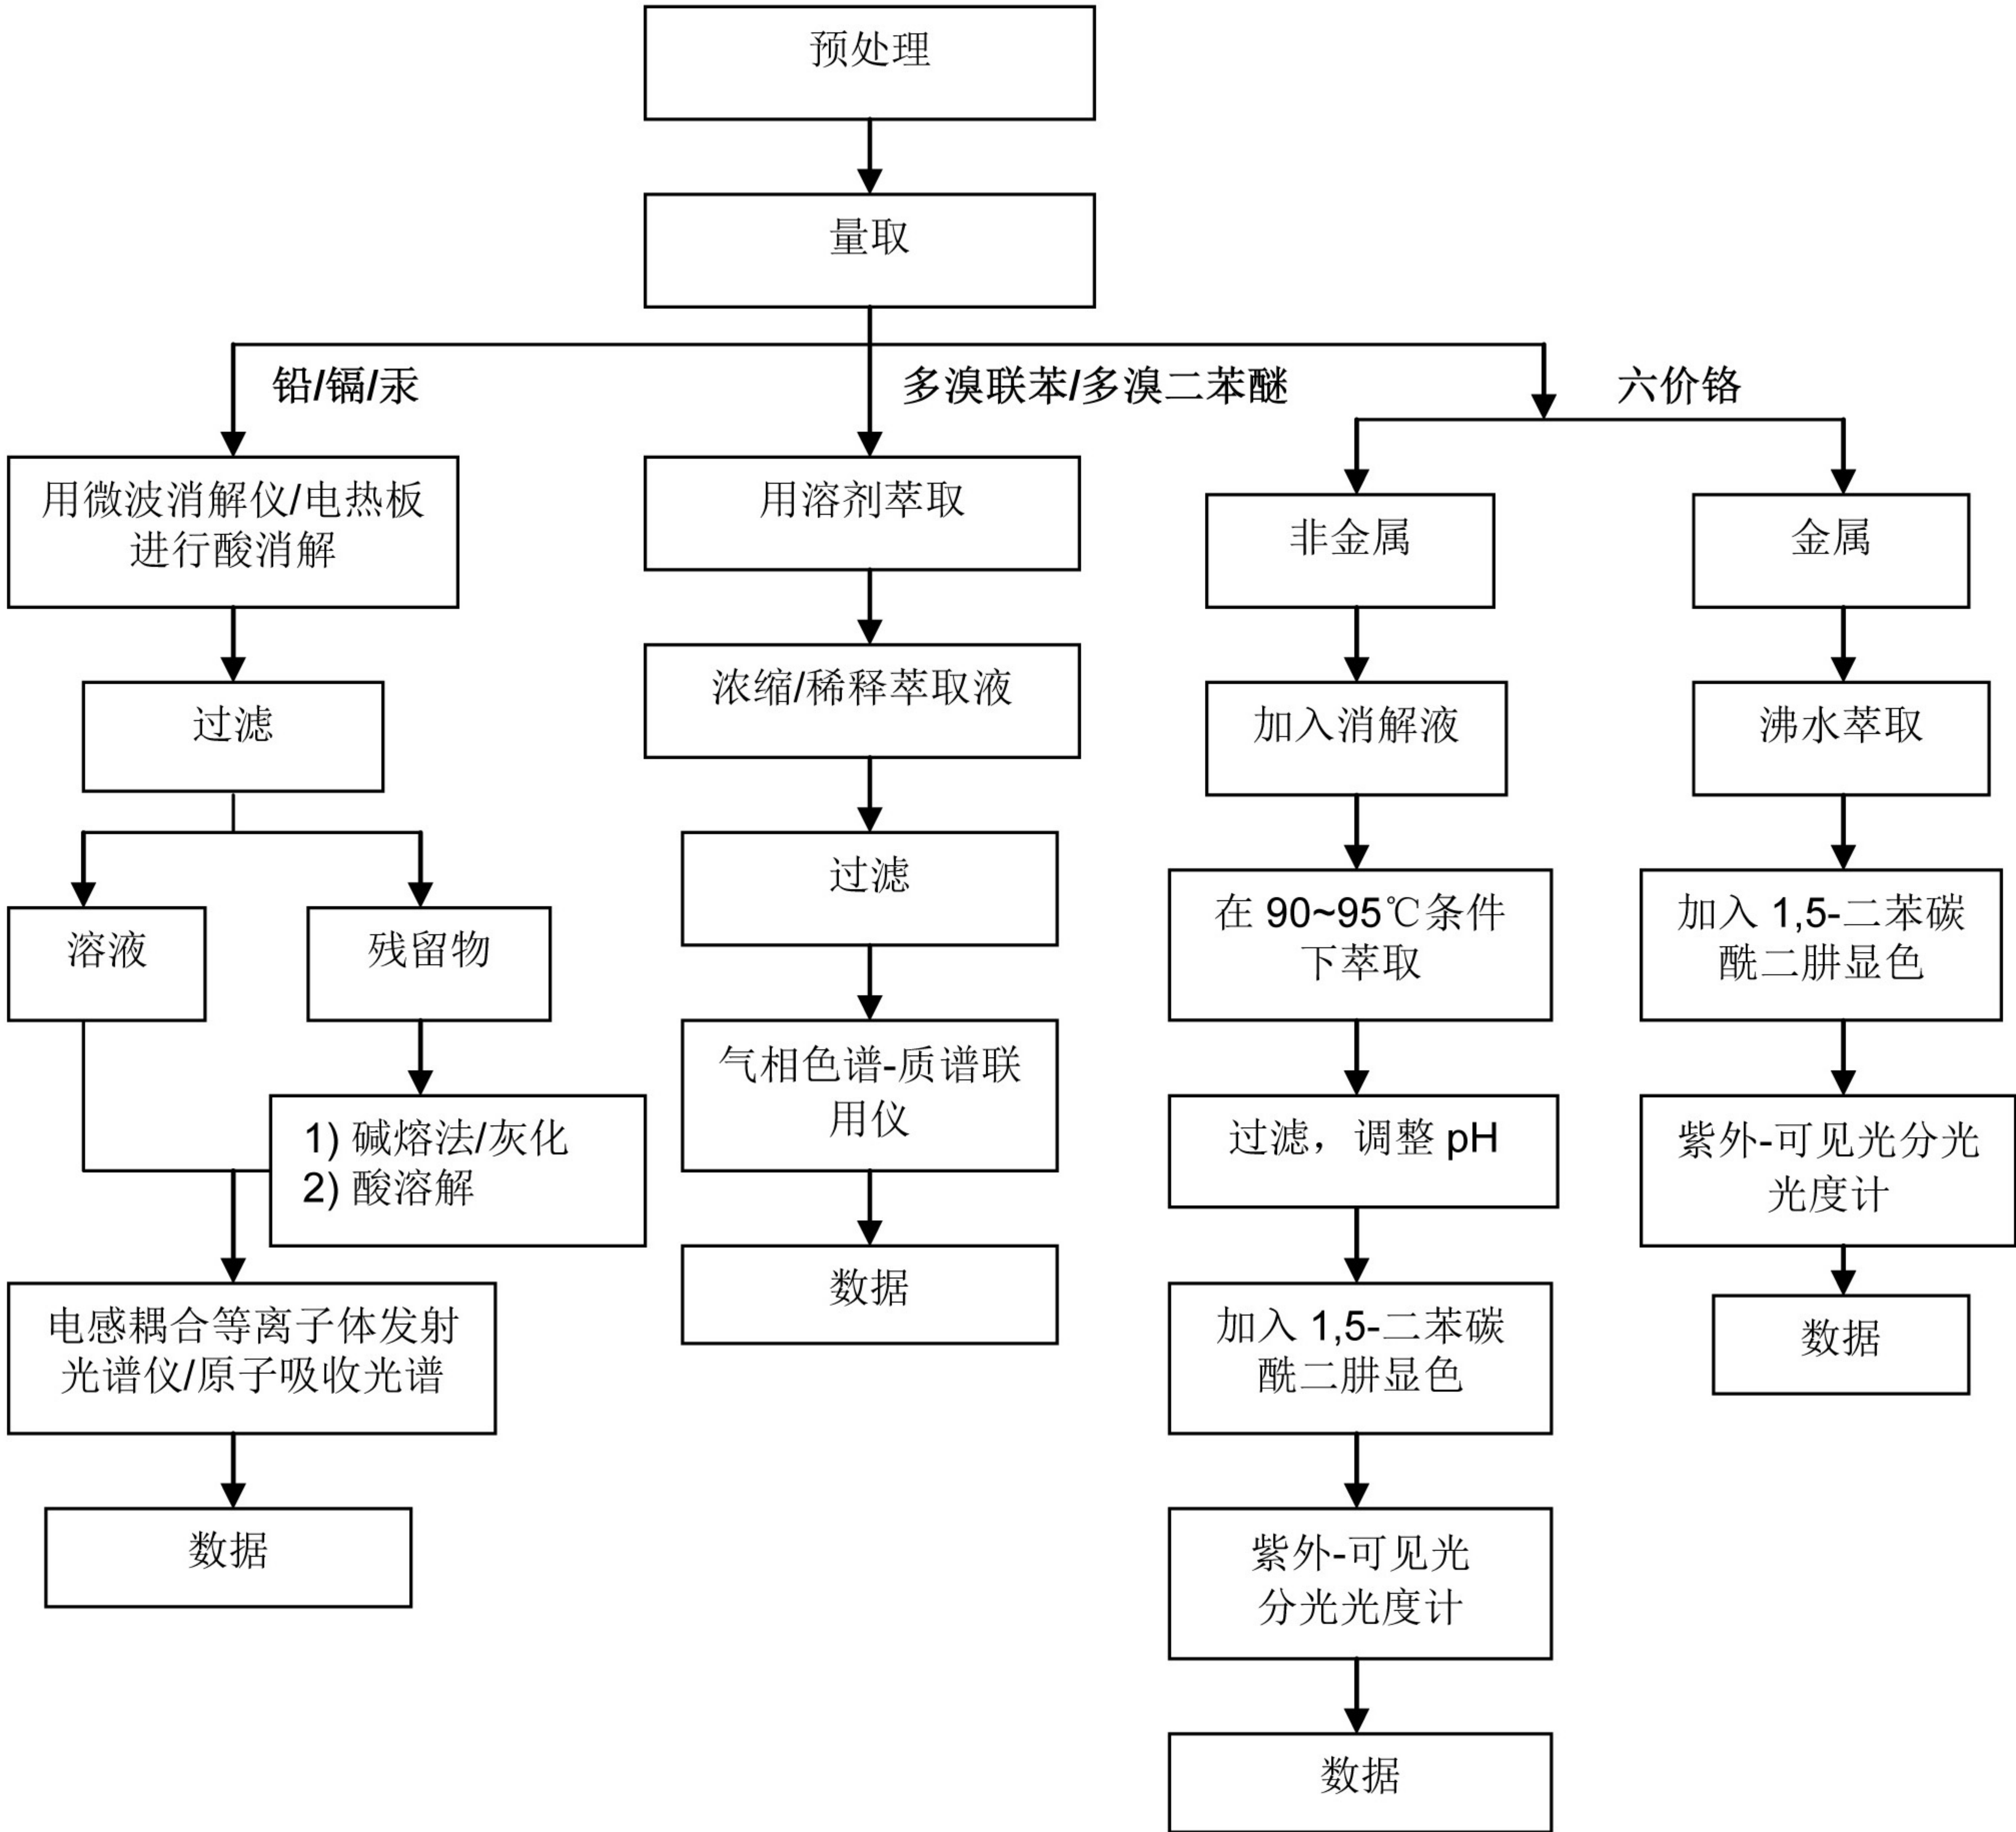 预处理
量取
铅/镉/汞
多溴联苯/多溴二苯醚
六价铬
用微波消解仪/电热板
进行酸消解
过滤
溶液
残留物
1) 碱熔法/灰化
2) 酸溶解
电感耦合等离子体发射
光谱仪/原子吸收光谱
数据
用溶剂萃取
浓缩/稀释萃取液
过滤
气相色谱-质谱联
用仪
数据
非金属
加入消解液
在 90~95℃条件
下萃取
过滤，调整 pH
加入 1,5-二苯碳
酰二肼显色
紫外-可见光
分光光度计
数据
金属
沸水萃取
加入 1,5-二苯碳
酰二肼显色
紫外-可见光分光
光度计
数据